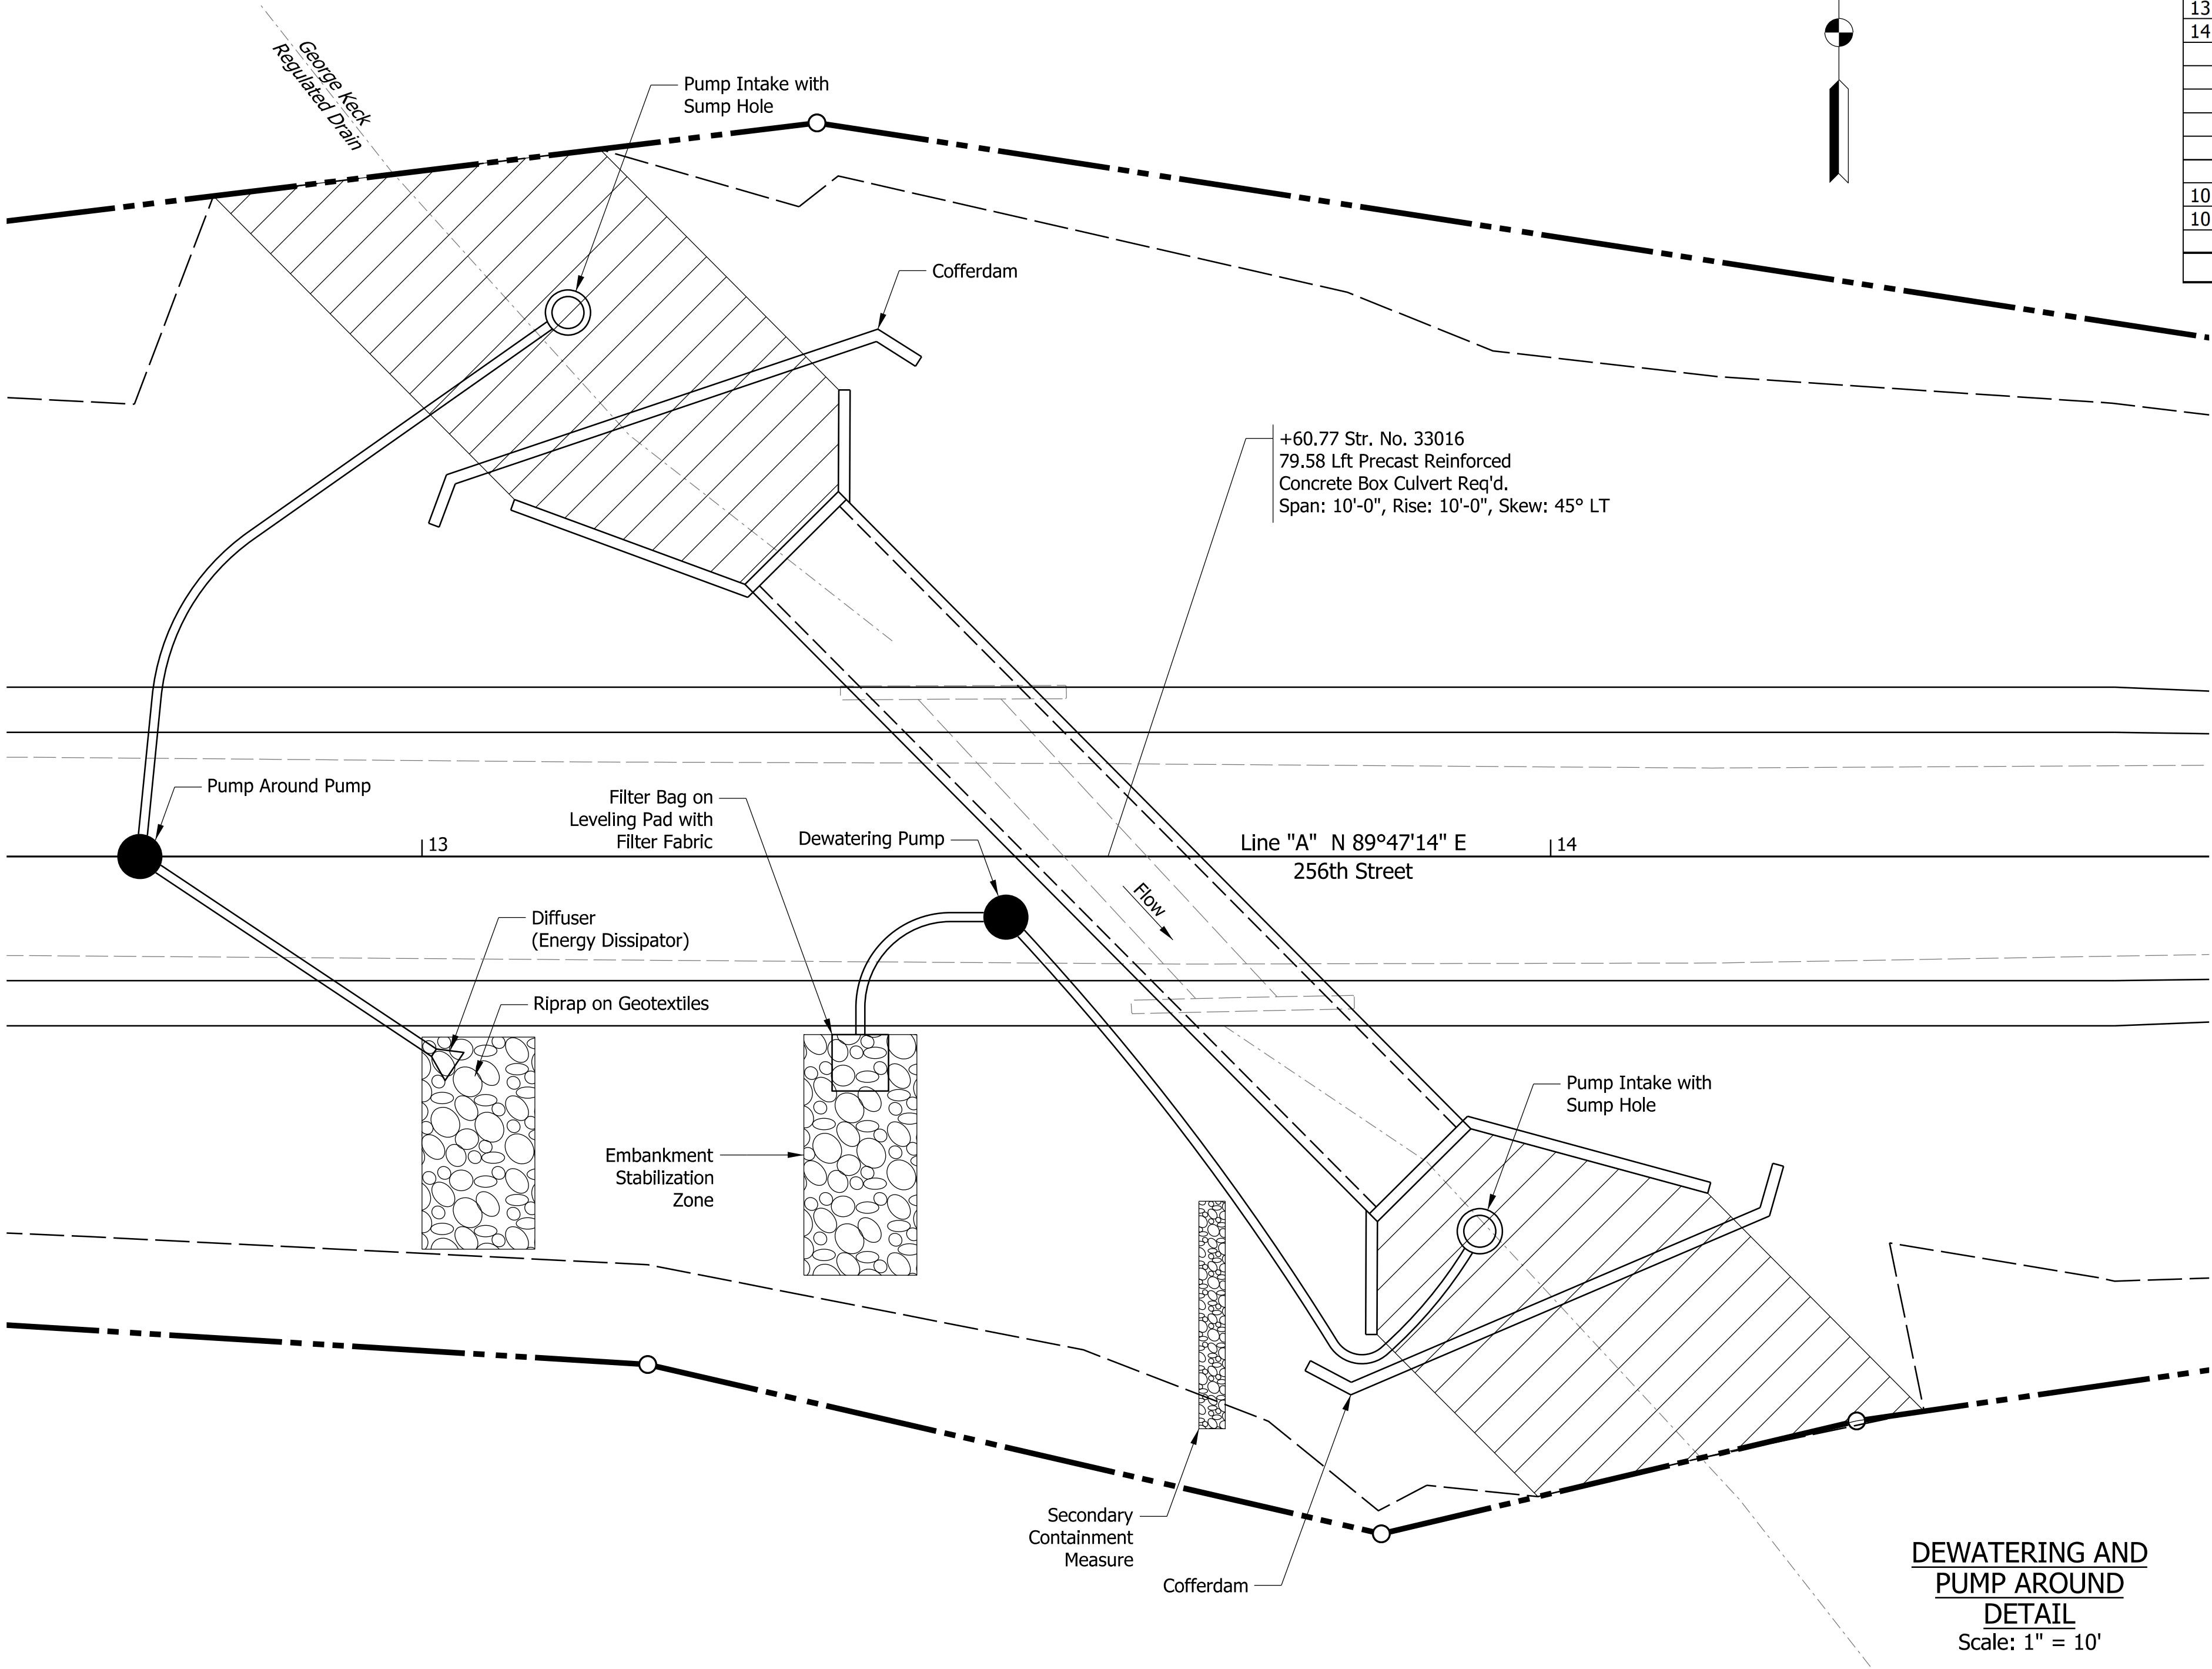 13
14
10
10
George Keck
Regulated Drain
Pump Intake with
Sump Hole
Cofferdam
+60.77 Str. No. 33016
79.58 Lft Precast Reinforced
Concrete Box Culvert Req'd.
Span: 10'-0", Rise: 10'-0", Skew: 45° LT
Pump Around Pump
Filter Bag on
Leveling Pad with
Filter Fabric
Dewatering Pump
13
Line "A" N 89°47'14" E
14
256th Street
Flow
Diffuser
(Energy Dissipator)
Riprap on Geotextiles
Pump Intake with
Sump Hole
Embankment
Stabilization
Zone
Secondary
Containment
Measure
Cofferdam
DEWATERING AND
PUMP AROUND
DETAIL
Scale: 1" = 10'